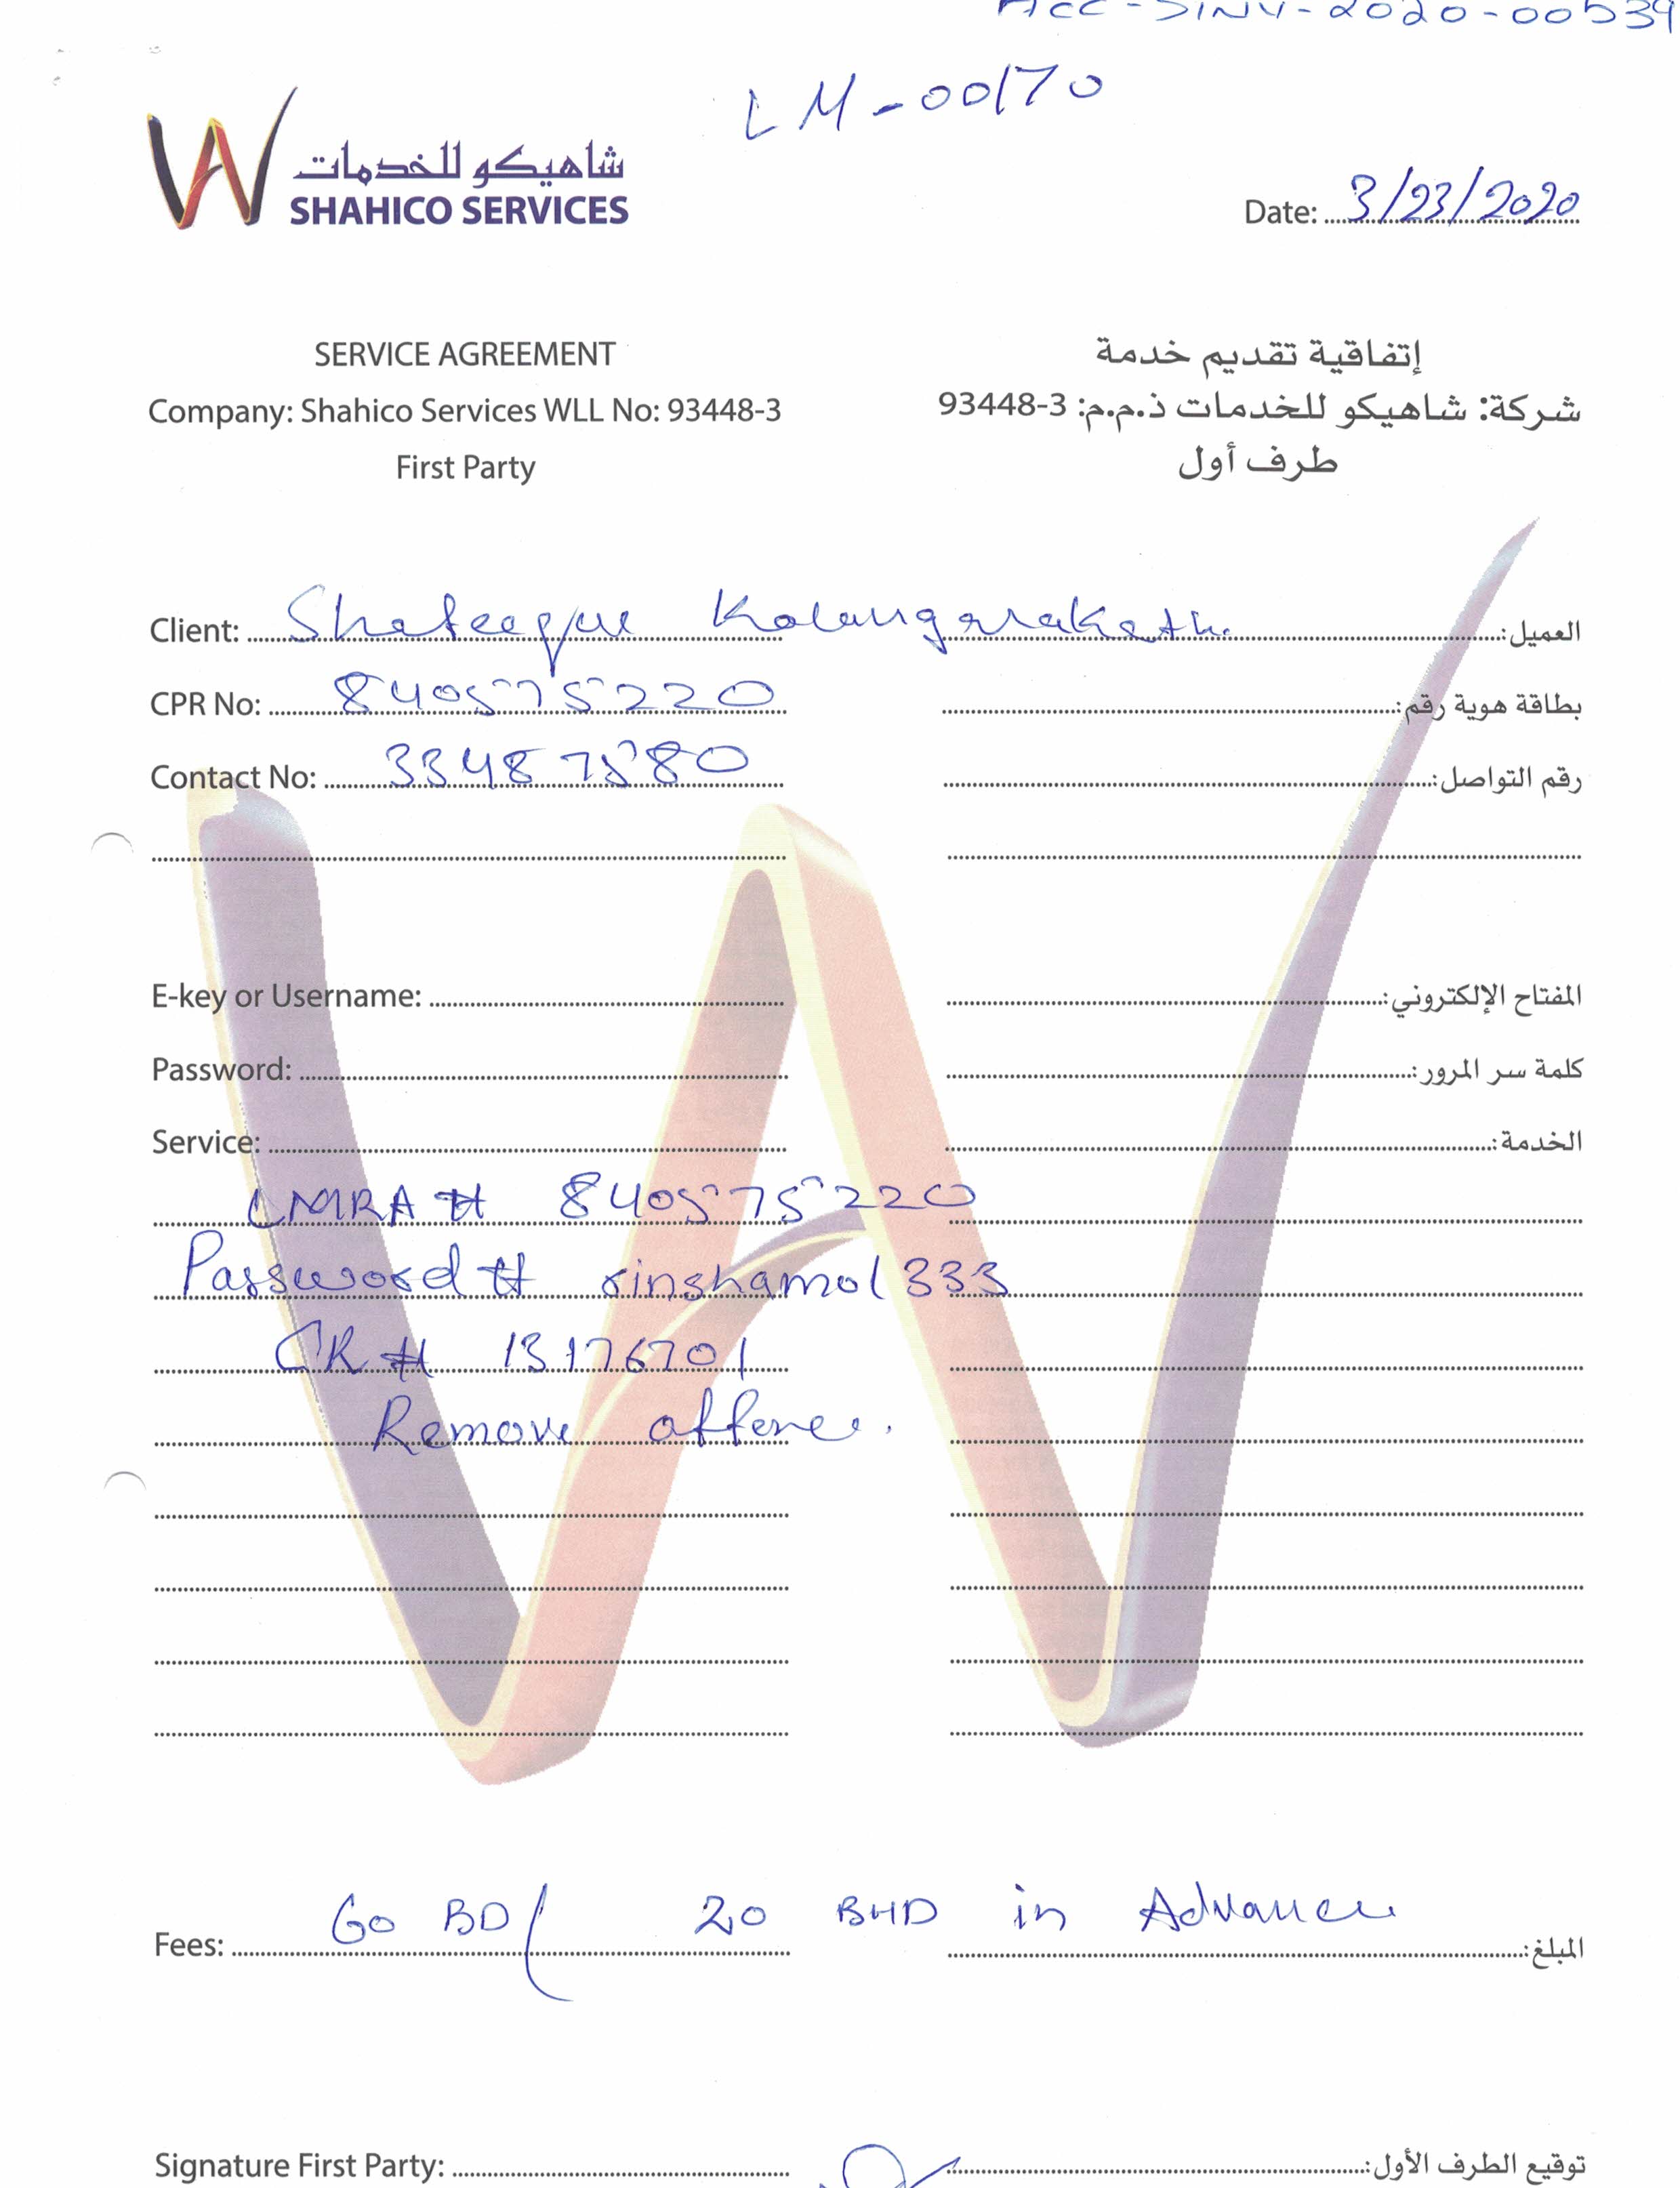 ACC-SINV-2020-00539
LM-00170
شاهيكو للخدمات
SHAHICO SERVICES
Date: 3/23/2020
SERVICE AGREEMENT
إتفاقية تقديم خدمة
Company: Shahico Services WLL No: 93448-3
شركة: شاهيكو للخدمات ذ.م.م: 93448-3
First Party
طرف أول
Client: Shafeeque Kolangarakath العميل:
CPR No: 840575220 بطاقة هوية رقم:
Contact No: 33487580 رقم التواصل:
E-key or Username: المفتاح الإلكتروني:
Password: كلمة سر المرور:
Service: الخدمة:
LMRA # 840575220
Password # rinshamol333
CR # 13176701
Remove offence.
Fees: 60 BD/ 20 BHD in Advance المبلغ:
Signature First Party: توقيع الطرف الأول: